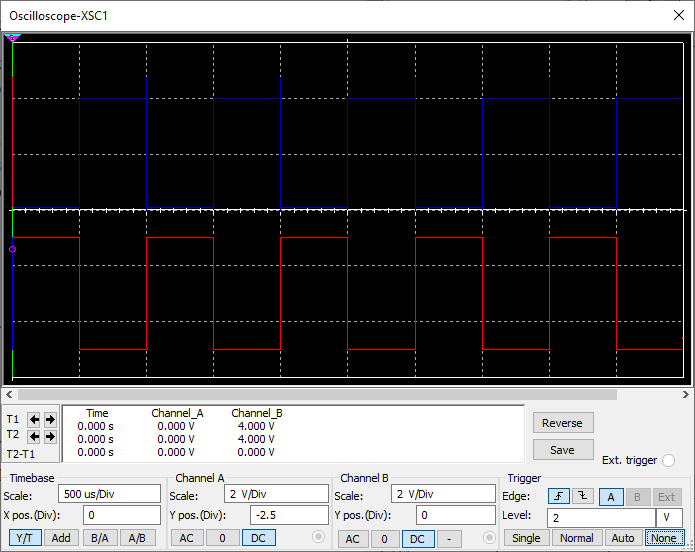 Oscilloscope-XSC1
Time Channel_A Channel_B
T1 0.000 s 0.000 V 4.000 V
T2 0.000 s 0.000 V 4.000 V
T2-T1 0.000 s 0.000 V 0.000 V
Reverse
Save
Ext. trigger
Timebase
Scale: 500 us/Div
X pos.(Div): 0
Y/T Add B/A A/B
Channel A
Scale: 2 V/Div
Y pos.(Div): -2.5
AC 0 DC
Channel B
Scale: 2 V/Div
Y pos.(Div): 0
AC 0 DC -
Trigger
Edge: A B Ext
Level: 2 V
Single Normal Auto None